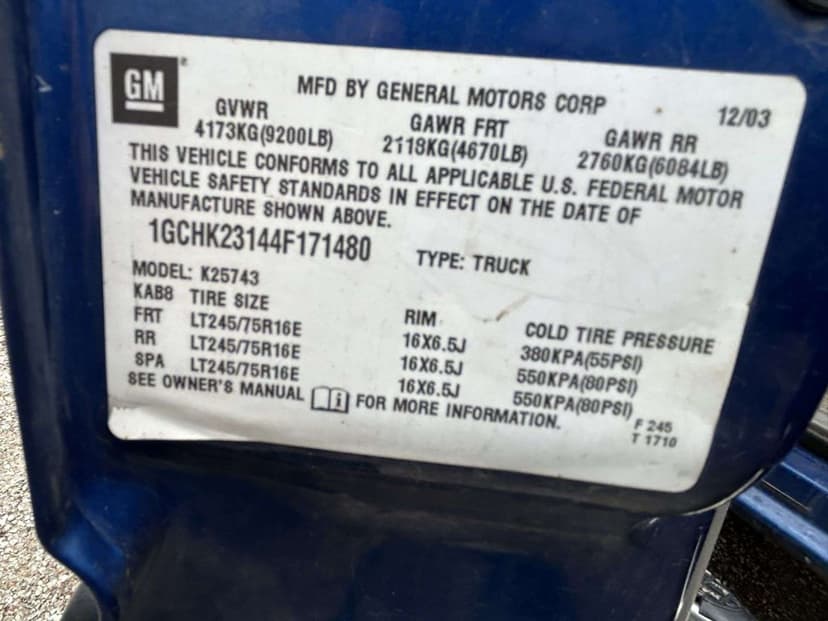 GM
MFD BY GENERAL MOTORS CORP 12/03
GVWR GAWR FRT GAWR RR
4173KG(9200LB) 2118KG(4670LB) 2760KG(6084LB)
THIS VEHICLE CONFORMS TO ALL APPLICABLE U.S. FEDERAL MOTOR
VEHICLE SAFETY STANDARDS IN EFFECT ON THE DATE OF
MANUFACTURE SHOWN ABOVE.
1GCHK23144F171480 TYPE: TRUCK
MODEL: K25743
KAB8 TIRE SIZE RIM COLD TIRE PRESSURE
FRT LT245/75R16E 16X6.5J 380KPA(55PSI)
RR LT245/75R16E 16X6.5J 550KPA(80PSI)
SPA LT245/75R16E 16X6.5J 550KPA(80PSI)
SEE OWNER'S MANUAL i FOR MORE INFORMATION.
F 245
T 1710